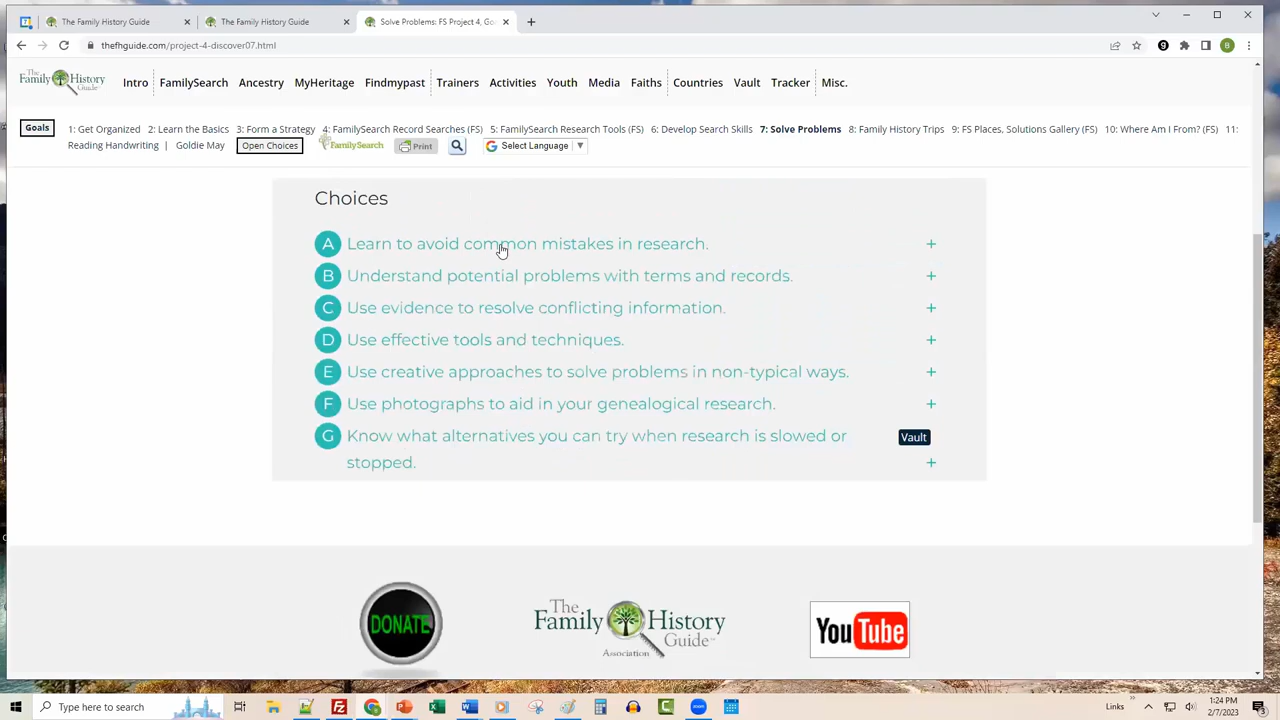 The Family History Guide
The Family History Guide
Solve Problems: FS Project 4, Go
thefhguide.com/project-4-discover07.html
B
The Family History Guide
Intro FamilySearch Ancestry MyHeritage Findmypast Trainers Activities Youth Media Faiths Countries Vault Tracker Misc.
Goals 1: Get Organized 2: Learn the Basics 3: Form a Strategy 4: FamilySearch Record Searches (FS) 5: FamilySearch Research Tools (FS) 6: Develop Search Skills 7: Solve Problems 8: Family History Trips 9: FS Places, Solutions Gallery (FS) 10: Where Am I From? (FS) 11:
Reading Handwriting | Goldie May Open Choices FamilySearch Print Select Language
Choices
A Learn to avoid common mistakes in research. +
B Understand potential problems with terms and records. +
C Use evidence to resolve conflicting information. +
D Use effective tools and techniques. +
E Use creative approaches to solve problems in non-typical ways. +
F Use photographs to aid in your genealogical research. +
G Know what alternatives you can try when research is slowed or Vault
stopped. +
DONATE
The Family History Guide
Association
YouTube
Type here to search
Links
1:24 PM
2/7/2023